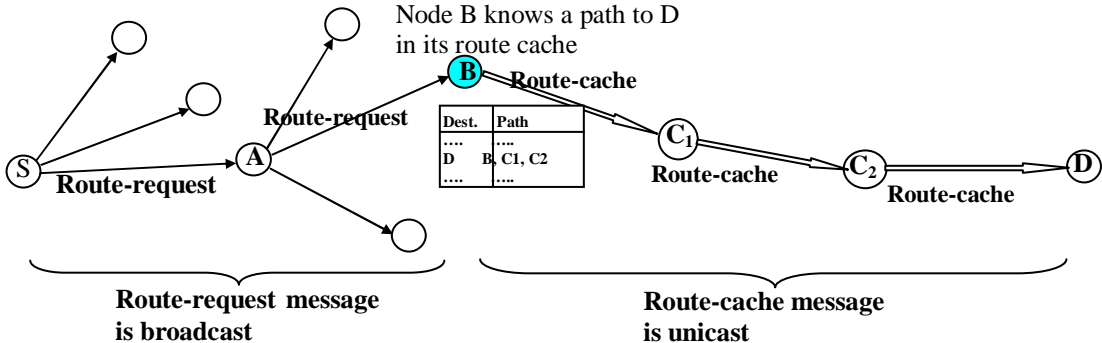 Node B knows a path to D
in its route cache
B
Route-cache
Route-request
Dest. Path
.... .....
D B, C1, C2
.... .....
S
A
C1
C2
D
Route-request
Route-cache
Route-cache
Route-request message
is broadcast
Route-cache message
is unicast